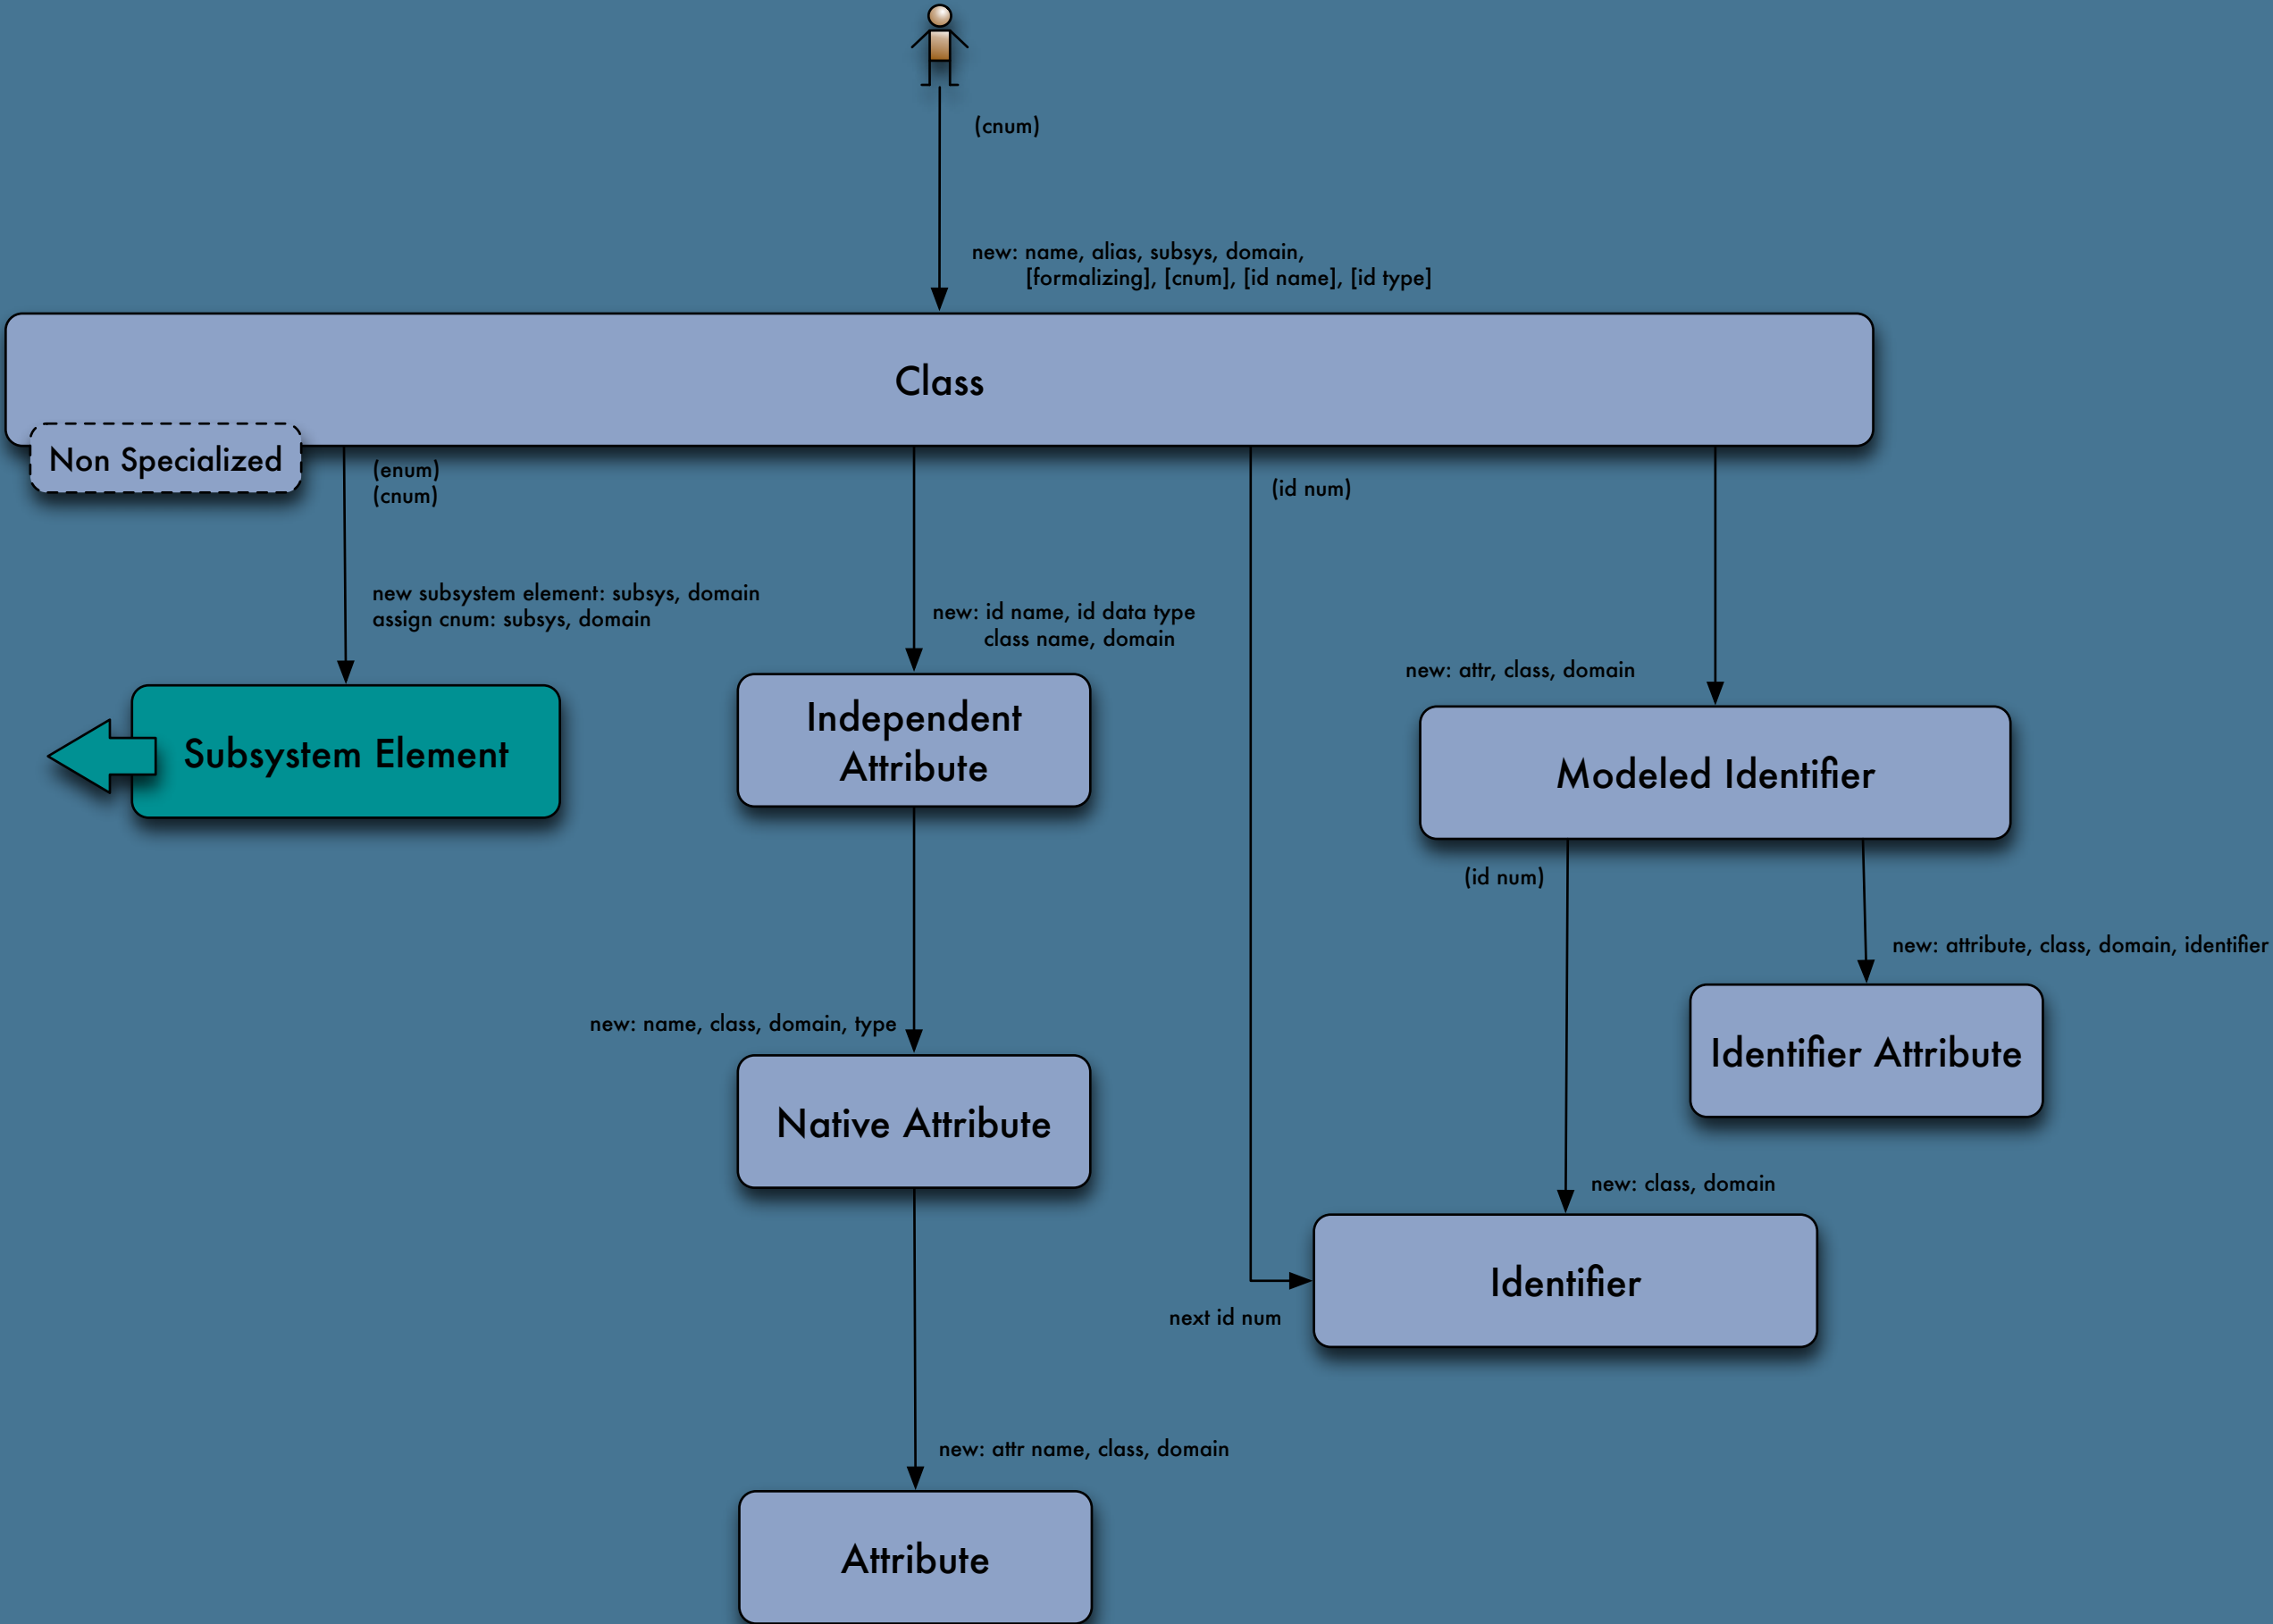 (cnum)
new: name, alias, subsys, domain,
[formalizing], [cnum], [id name], [id type]
Class
Non Specialized
(enum)
(cnum)
(id num)
new subsystem element: subsys, domain
assign cnum: subsys, domain
new: id name, id data type
class name, domain
new: attr, class, domain
Subsystem Element
Independent
Attribute
Modeled Identifier
(id num)
new: attribute, class, domain, identifier
new: name, class, domain, type
Identifier Attribute
Native Attribute
new: class, domain
Identifier
next id num
new: attr name, class, domain
Attribute